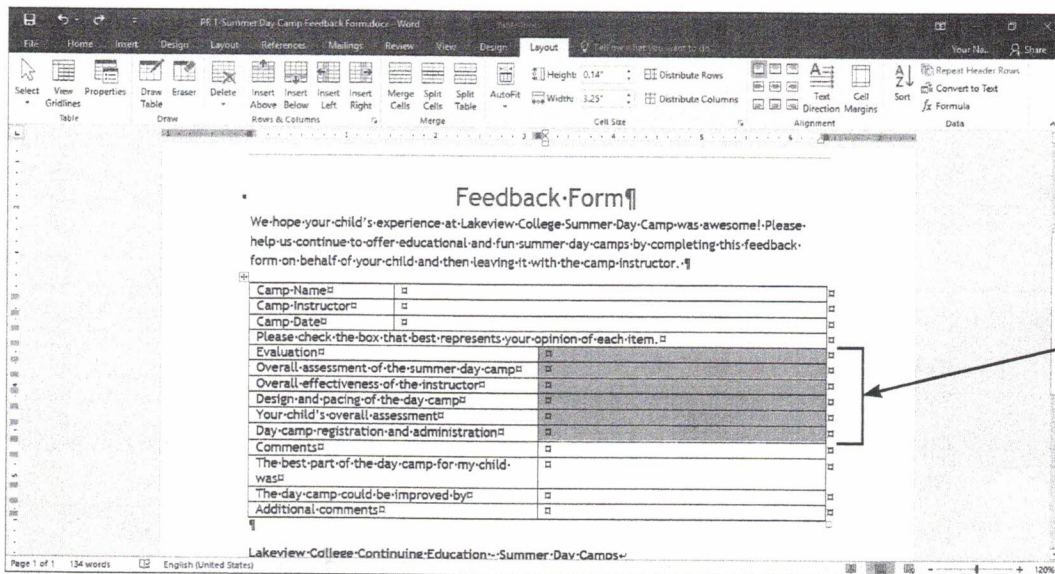 PR 1-Summer Day Camp Feedback Form.docx - Word
File Home Insert Design Layout References Mailings Review View Design Layout Tell me what you want to do Your Na... Share
Select View Gridlines Properties Draw Table Eraser Delete Insert Above Insert Below Insert Left Insert Right Merge Cells Split Cells Split Table AutoFit Height: 0.14" Width: 3.25" Distribute Rows Distribute Columns Text Direction Cell Margins Sort Repeat Header Rows Convert to Text Formula
Table Draw Rows & Columns Merge Cell Size Alignment Data
Feedback·Form¶
We·hope·your·child's·experience·at·Lakeview·College·Summer·Day·Camp·was·awesome!·Please·
help·us·continue·to·offer·educational·and·fun·summer·day·camps·by·completing·this·feedback·
form·on·behalf·of·your·child·and·then·leaving·it·with·the·camp·instructor.·¶
Camp·Name¤ ¤
Camp·Instructor¤ ¤
Camp·Date¤ ¤
Please·check·the·box·that·best·represents·your·opinion·of·each·item.¤
Evaluation¤ ¤
Overall·assessment·of·the·summer·day·camp¤ ¤
Overall·effectiveness·of·the·instructor¤ ¤
Design·and·pacing·of·the·day·camp¤ ¤
Your·child's·overall·assessment¤ ¤
Day·camp·registration·and·administration¤ ¤
Comments¤ ¤
The·best·part·of·the·day·camp·for·my·child·
was¤ ¤
The·day·camp·could·be·improved·by¤ ¤
Additional·comments¤ ¤
¶
Lakeview·College·Continuing·Education·-·Summer·Day·Camps↵
Page 1 of 1 134 words English (United States) 120%